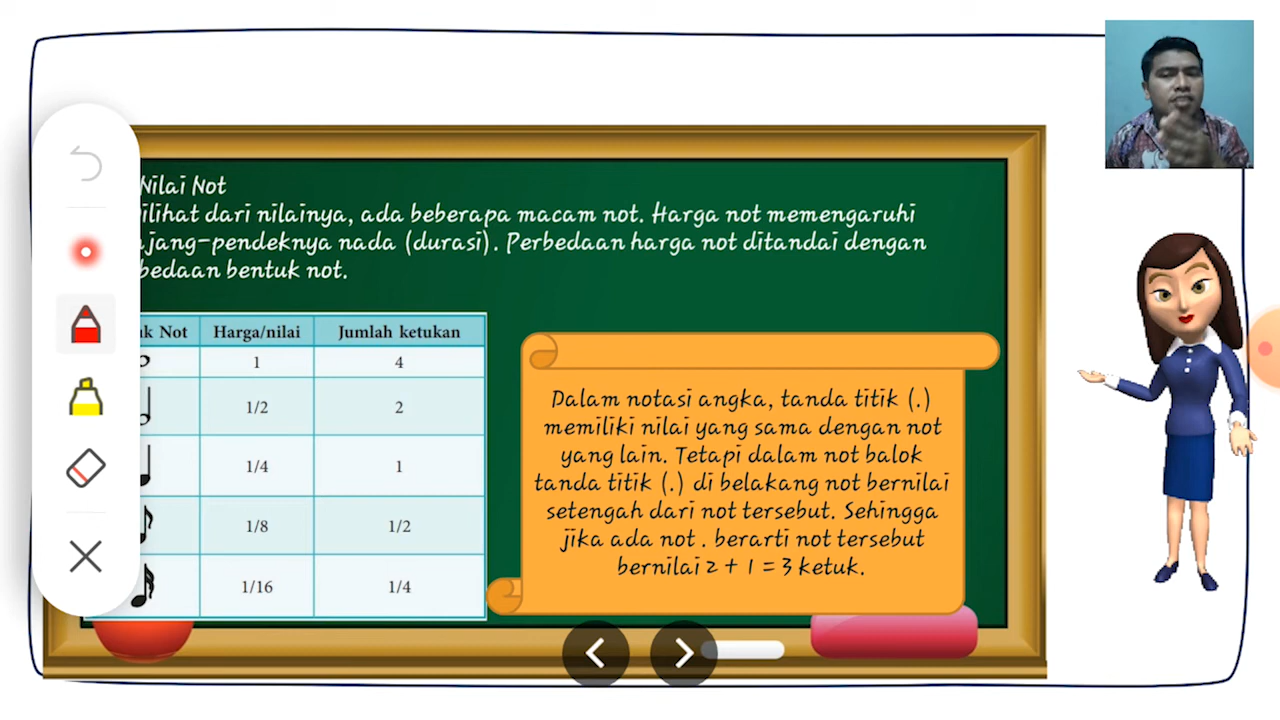 Nilai Not
ilihat dari nilainya, ada beberapa macam not. Harga not memengaruhi
jang-pendeknya nada (durasi). Perbedaan harga not ditandai dengan
bedaan bentuk not.
k Not Harga/nilai Jumlah ketukan
1 4
1/2 2
1/4 1
1/8 1/2
1/16 1/4
Dalam notasi angka, tanda titik (.)
memiliki nilai yang sama dengan not
yang lain. Tetapi dalam not balok
tanda titik (.) di belakang not bernilai
setengah dari not tersebut. Sehingga
jika ada not . berarti not tersebut
bernilai 2 + 1 = 3 ketuk.